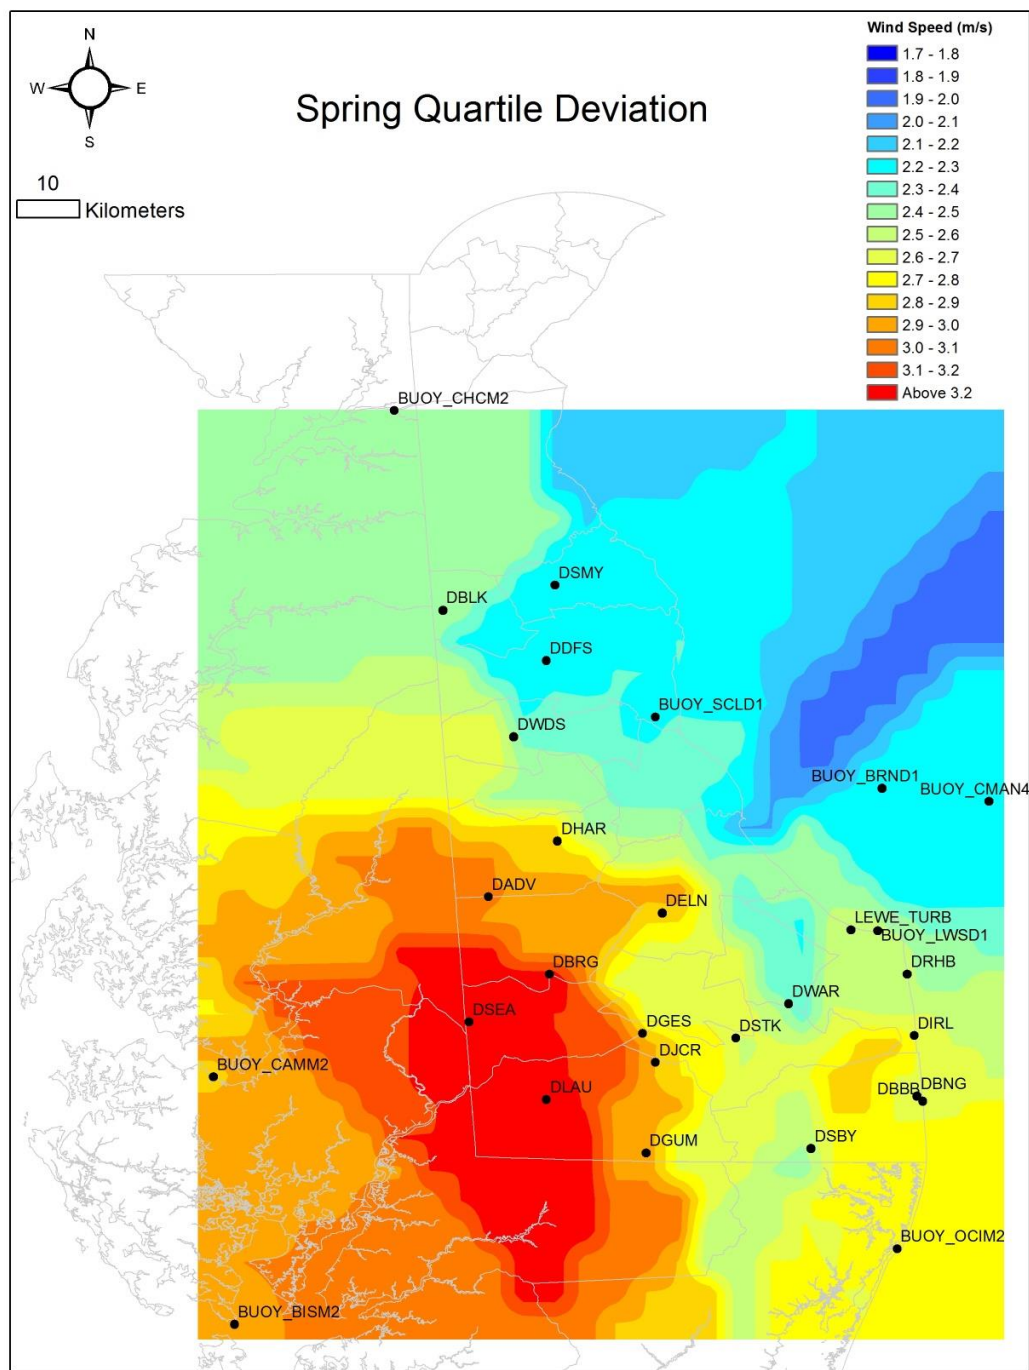 Wind Speed (m/s)
1.7 - 1.8
1.8 - 1.9
1.9 - 2.0
2.0 - 2.1
2.1 - 2.2
2.2 - 2.3
2.3 - 2.4
2.4 - 2.5
2.5 - 2.6
2.6 - 2.7
2.7 - 2.8
2.8 - 2.9
2.9 - 3.0
3.0 - 3.1
3.1 - 3.2
Above 3.2
N
W E
S
Spring Quartile Deviation
10
Kilometers
BUOY_CHCM2
DSMY
DBLK
DDFS
BUOY_SCLD1
DWDS
BUOY_BRND1
BUOY_CMAN4
DHAR
DADV
DELN
LEWE_TURB
BUOY_LWSD1
DBRG
DRHB
DWAR
DSEA
DGES
DSTK
DIRL
DJCR
BUOY_CAMM2
DLAU
DBBB
DBNG
DGUM
DSBY
BUOY_OCIM2
BUOY_BISM2